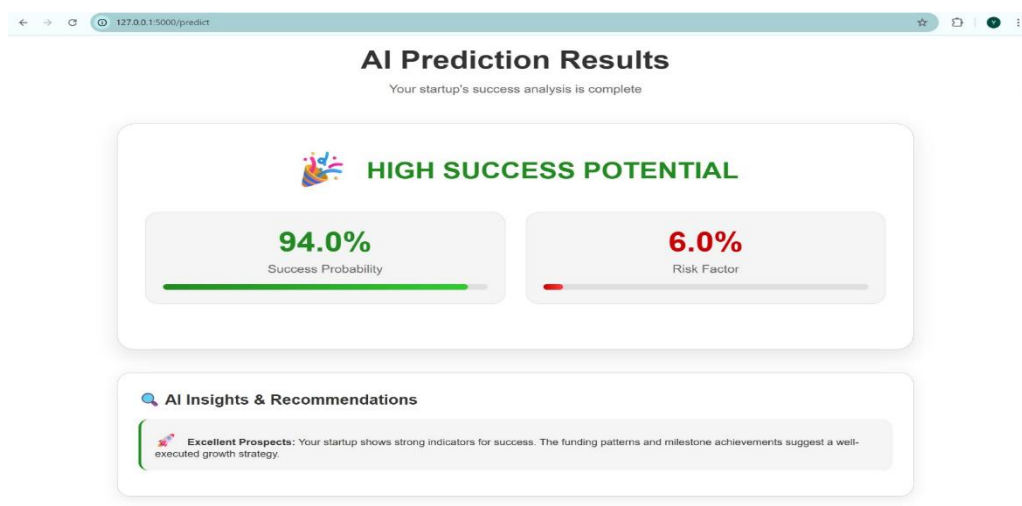 127.0.0.1:5000/predict
Y
AI Prediction Results
Your startup's success analysis is complete
HIGH SUCCESS POTENTIAL
94.0%
Success Probability
6.0%
Risk Factor
AI Insights & Recommendations
Excellent Prospects: Your startup shows strong indicators for success. The funding patterns and milestone achievements suggest a well-
executed growth strategy.